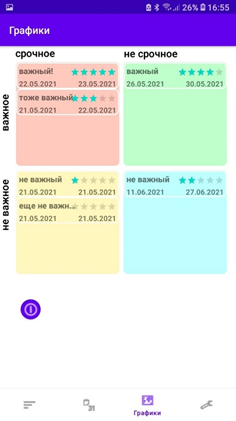 26% 16:55
Графики
срочное
не срочное
важное
важный!
22.05.2021 23.05.2021
тоже важный
21.05.2021 22.05.2021
важный
26.05.2021 30.05.2021
не важное
не важный
21.05.2021 21.05.2021
еще не важн...
21.05.2021 21.05.2021
не важный
11.06.2021 27.06.2021
31
Графики